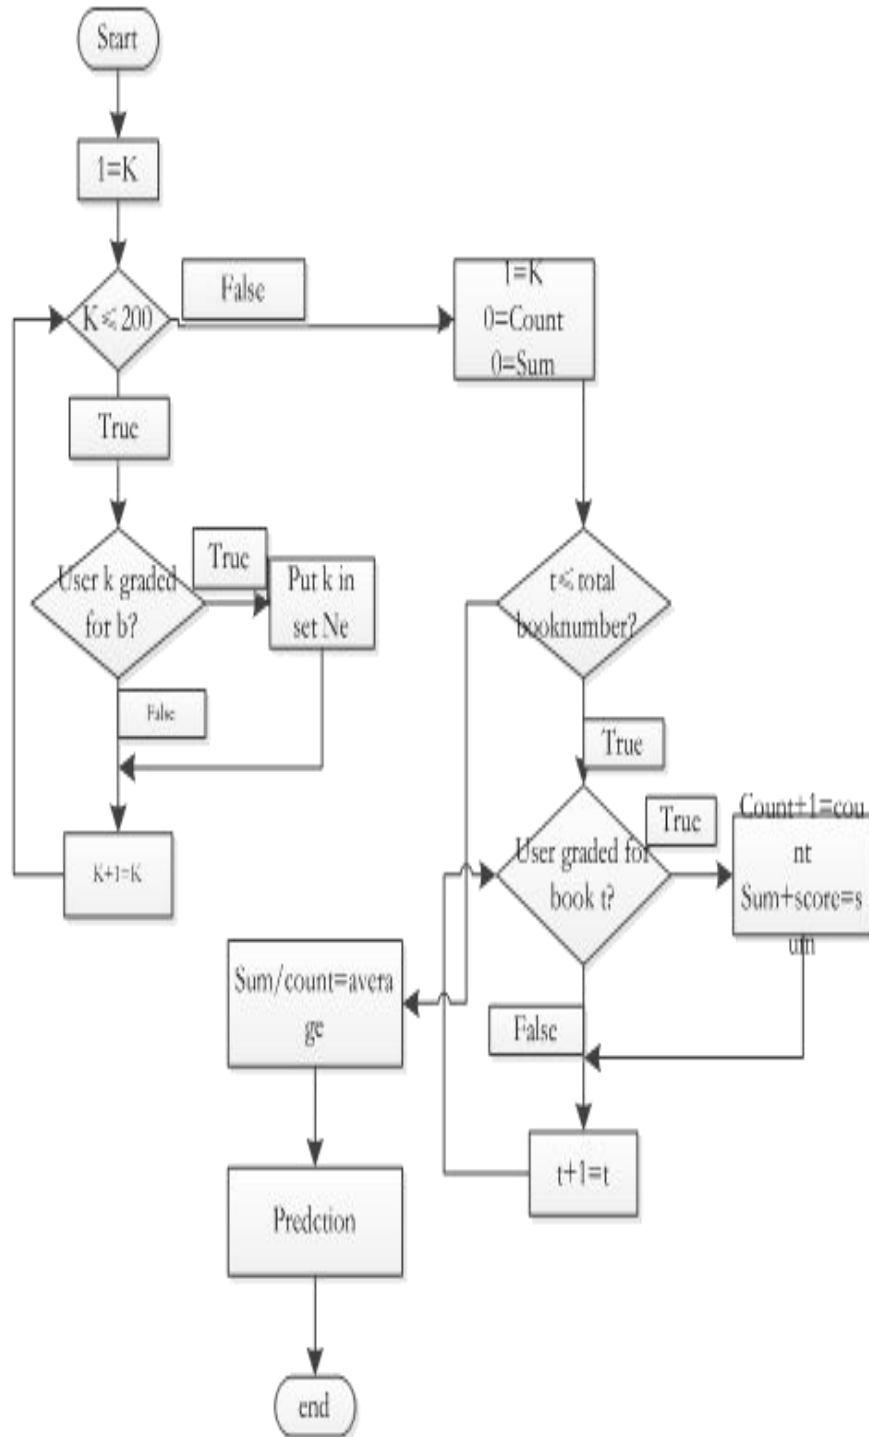 Start
1=K
K⩽200
False
True
User k graded
for b?
True
Put k in
set Ne
False
K+1=K
1=K
0=Count
0=Sum
t⩽total
booknumber?
True
User graded for
book t?
True
Count+1=cou
nt
Sum+score=s
um
False
t+1=t
Sum/count=avera
ge
Predction
end